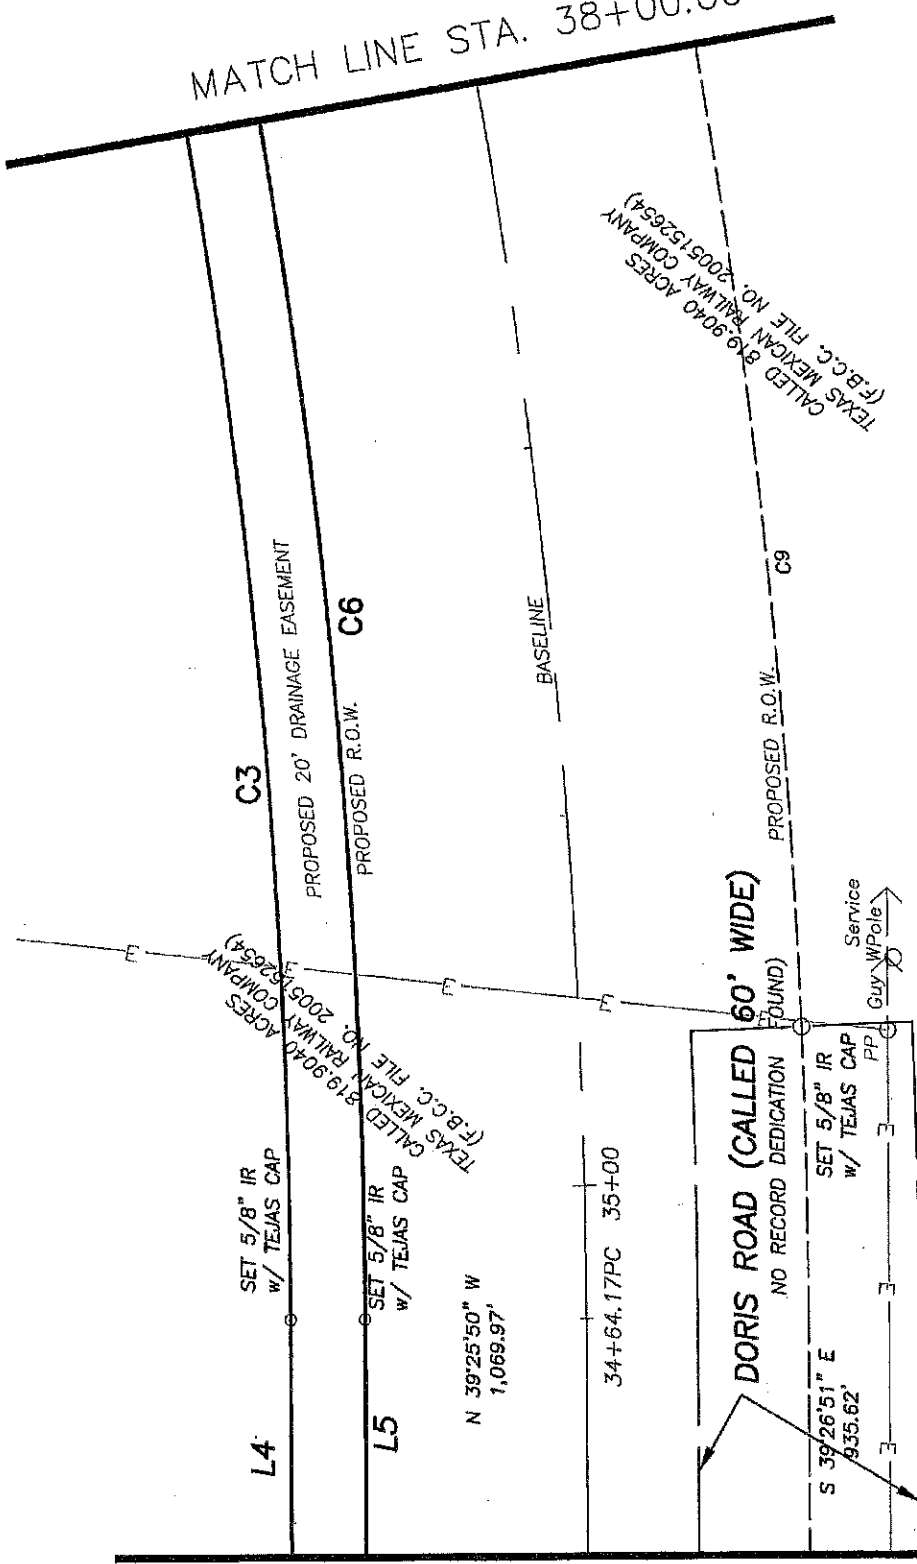 MATCH LINE STA. 38+00.00
CALLED 819.9040 ACRES
TEXAS MEXICAN RAILWAY COMPANY
(F.B.C.C. FILE NO. 2005152654)
C3
PROPOSED 20' DRAINAGE EASEMENT
C6
PROPOSED R.O.W.
BASELINE
C9
PROPOSED R.O.W.
E
E
E
E
E
CALLED 819.9040 ACRES
TEXAS MEXICAN RAILWAY COMPANY
(F.B.C.C. FILE NO. 2005152654)
SET 5/8" IR
w/ TEJAS CAP
SET 5/8" IR
w/ TEJAS CAP
L4
L5
N 39°25'50" W
1,069.97'
34+64.17PC
35+00
DORIS ROAD (CALLED 60' WIDE)
NO RECORD DEDICATION FOUND)
SET 5/8" IR
w/ TEJAS CAP
Service
Pole
Guy W
PP
S 39°26'51" E
935.62'
E
E
E